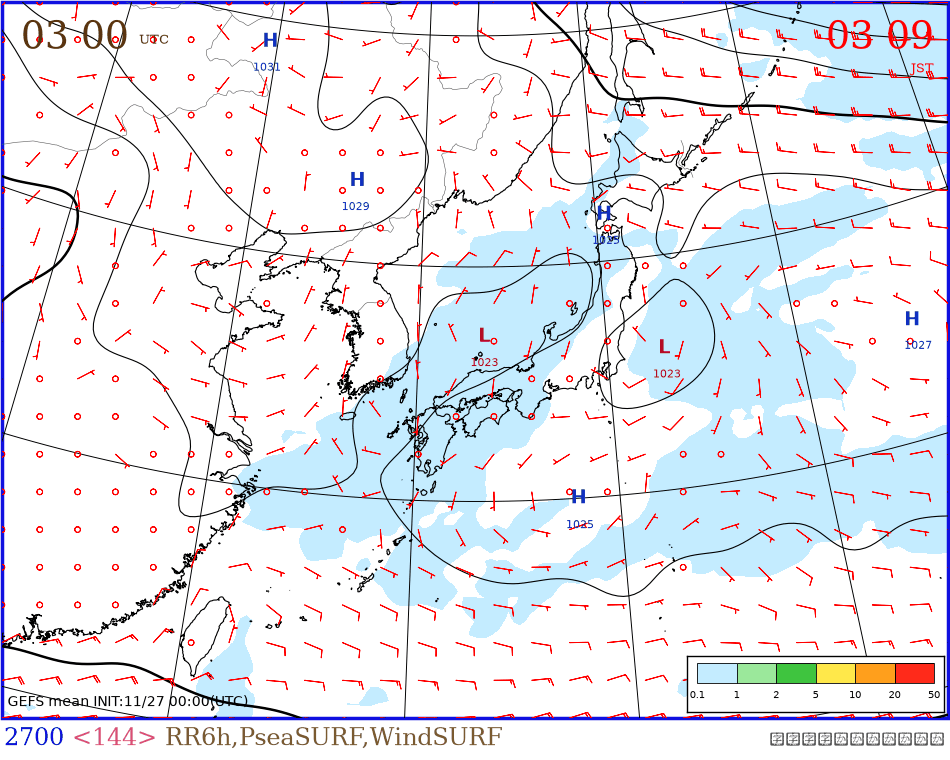 03 00 UTC
03 09
JST
H
1031
H
1029
H
1025
H
1027
L
1023
L
1023
H
1025
0.1 1 2 5 10 20 50
GEFS mean INIT:11/27 00:00(UTC)
2700 <144> RR6h,PseaSURF,WindSURF